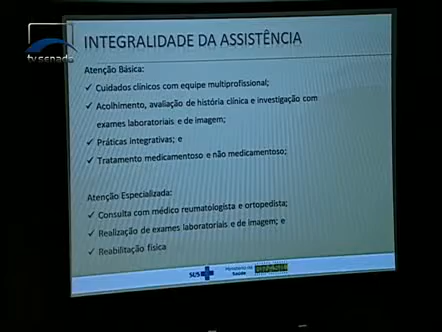 tv senado
INTEGRALIDADE DA ASSISTÊNCIA
Atenção Básica:
✓ Cuidados clínicos com equipe multiprofissional;
✓ Acolhimento, avaliação de história clínica e investigação com
exames laboratoriais e de imagem;
✓ Práticas integrativas; e
✓ Tratamento medicamentoso e não medicamentoso;
Atenção Especializada:
✓ Consulta com médico reumatologista e ortopedista;
✓ Realização de exames laboratoriais e de imagem; e
✓ Reabilitação física
SUS
Ministério da
Saúde